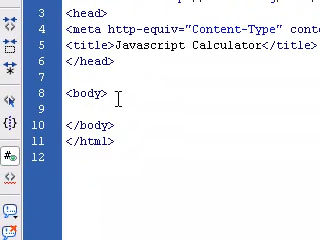 3 <head>
4 <meta http-equiv="Content-Type"
5 <title>Javascript Calculator</title>
6 </head>
7
8 <body>
9
10 </body>
11 </html>
12